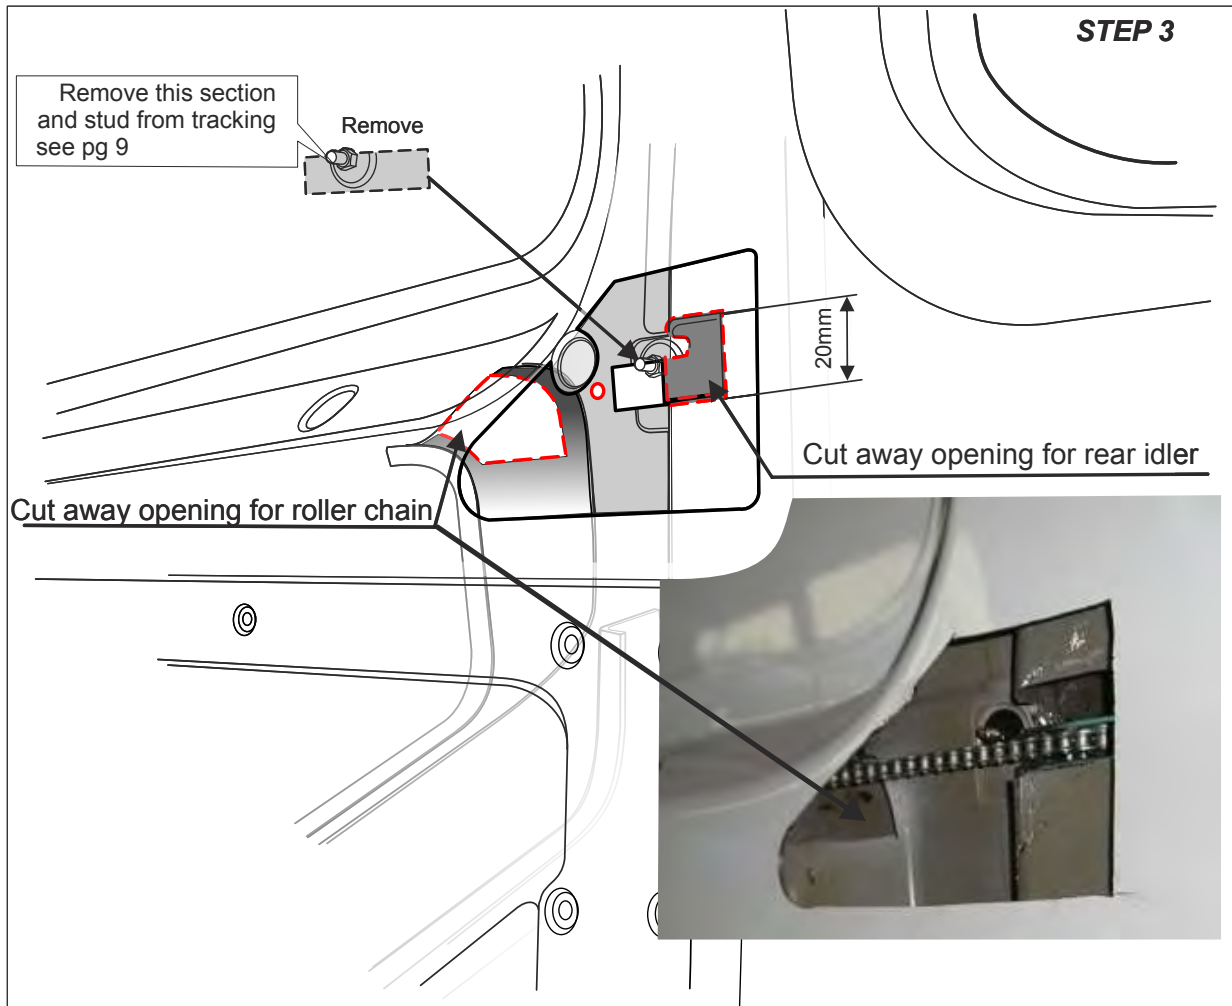 STEP 3
Remove this section
and stud from tracking
see pg 9
Remove
20mm
Cut away opening for rear idler
Cut away opening for roller chain